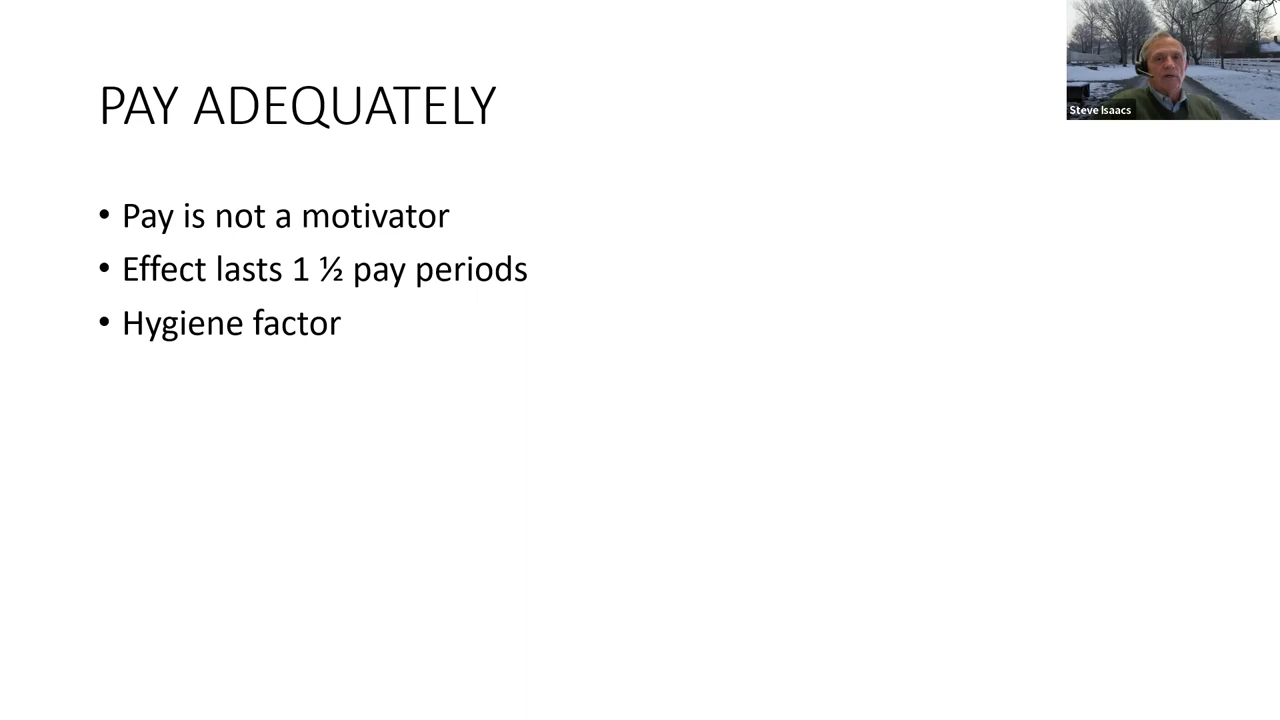 PAY ADEQUATELY
Steve Isaacs
• Pay is not a motivator
• Effect lasts 1 ½ pay periods
• Hygiene factor